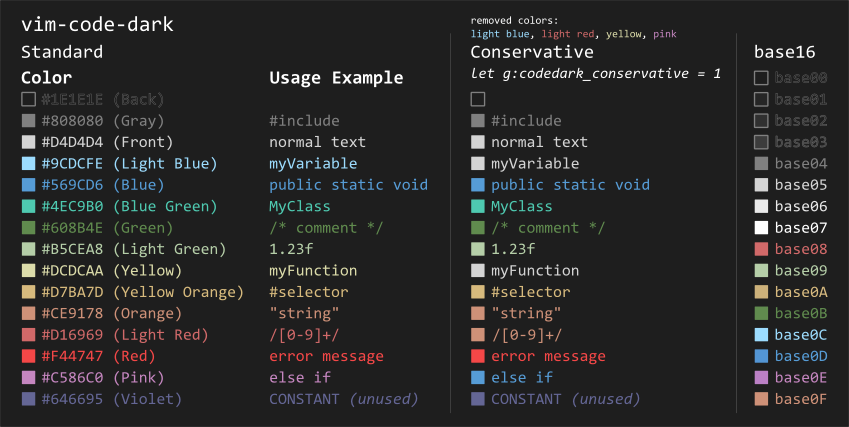 vim-code-dark
Standard
Color Usage Example
#1E1E1E (Back)
#808080 (Gray) #include
#D4D4D4 (Front) normal text
#9CDCFE (Light Blue) myVariable
#569CD6 (Blue) public static void
#4EC9B0 (Blue Green) MyClass
#608B4E (Green) /* comment */
#B5CEA8 (Light Green) 1.23f
#DCDCAA (Yellow) myFunction
#D7BA7D (Yellow Orange) #selector
#CE9178 (Orange) "string"
#D16969 (Light Red) /[0-9]+/
#F44747 (Red) error message
#C586C0 (Pink) else if
#646695 (Violet) CONSTANT (unused)
removed colors:
light blue, light red, yellow, pink
Conservative
let g:codedark_conservative = 1
#include
normal text
myVariable
public static void
MyClass
/* comment */
1.23f
myFunction
#selector
"string"
/[0-9]+/
error message
else if
CONSTANT (unused)
base16
base00
base01
base02
base03
base04
base05
base06
base07
base08
base09
base0A
base0B
base0C
base0D
base0E
base0F